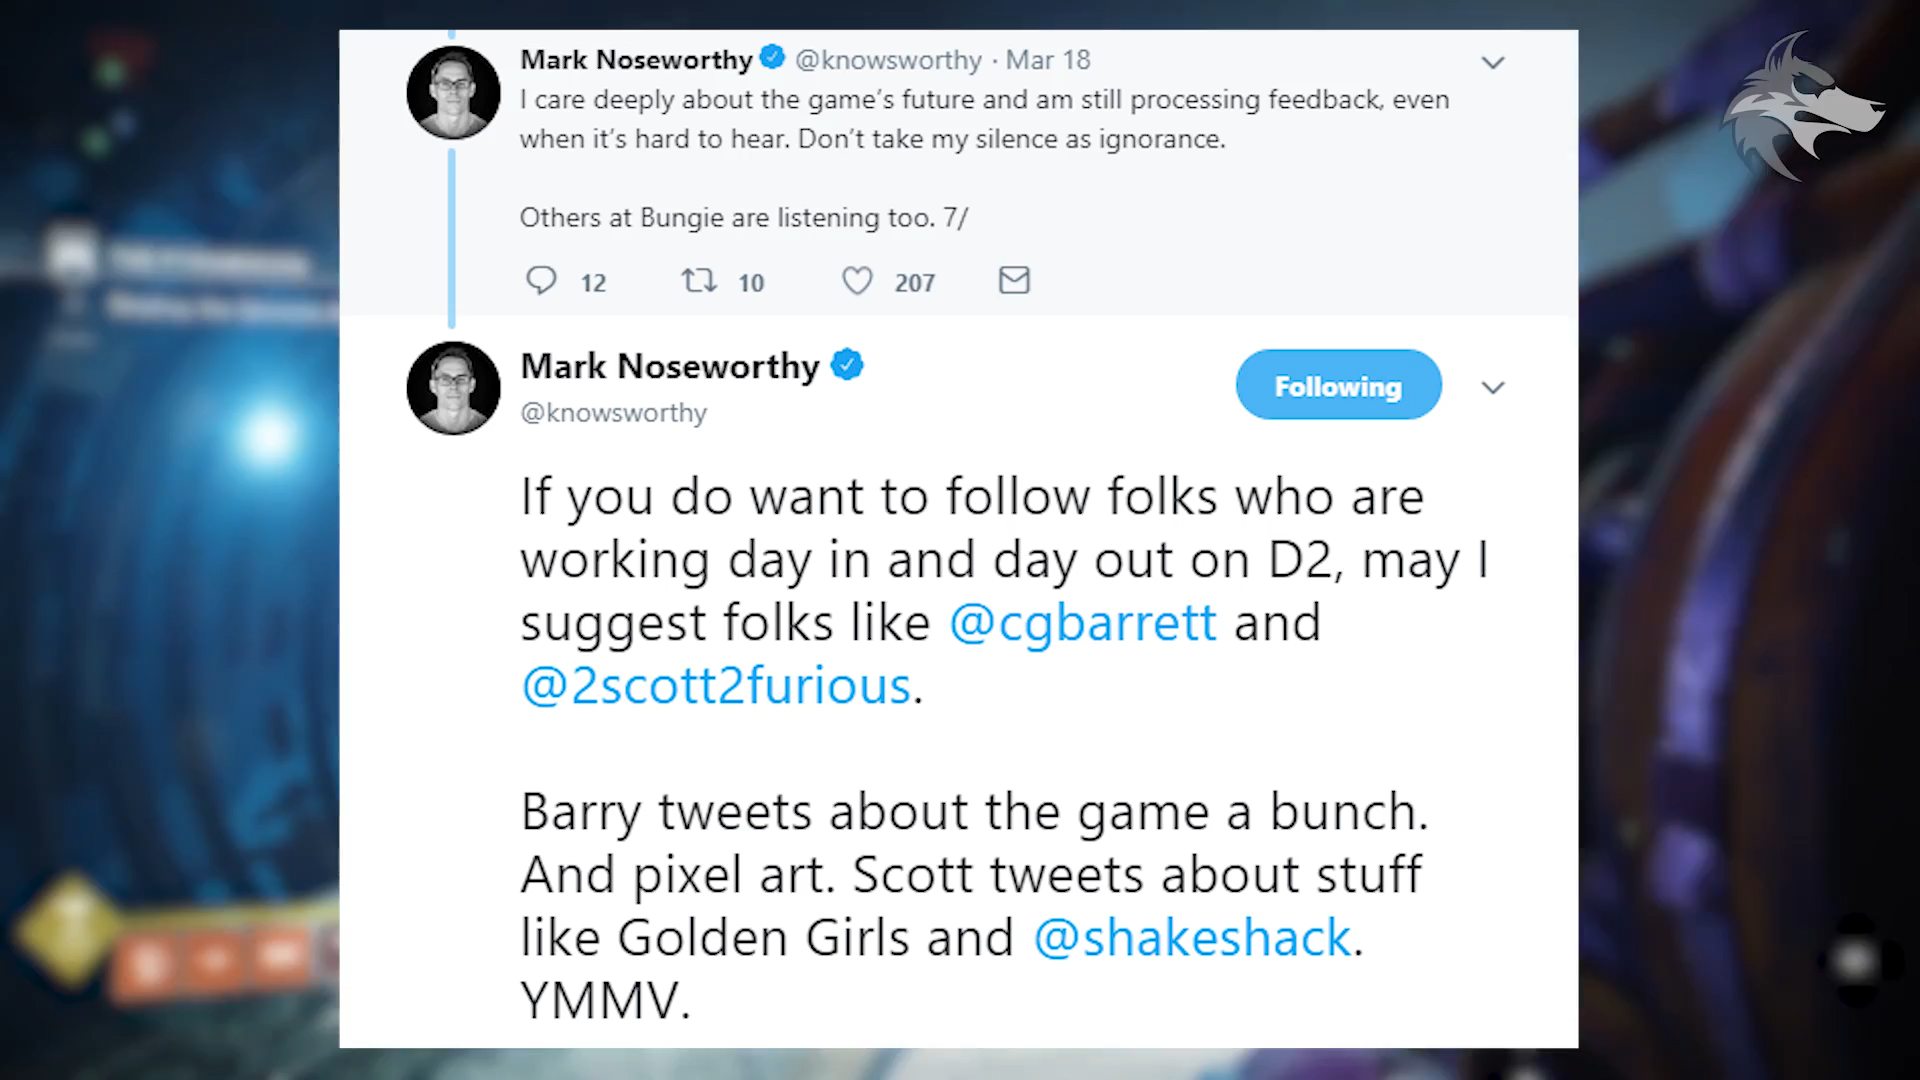 Mark Noseworthy @knowsworthy · Mar 18
I care deeply about the game's future and am still processing feedback, even
when it's hard to hear. Don't take my silence as ignorance.
Others at Bungie are listening too. 7/
12 10 207
Mark Noseworthy
Following
@knowsworthy
If you do want to follow folks who are
working day in and day out on D2, may I
suggest folks like @cgbarrett and
@2scott2furious.
Barry tweets about the game a bunch.
And pixel art. Scott tweets about stuff
like Golden Girls and @shakeshack.
YMMV.